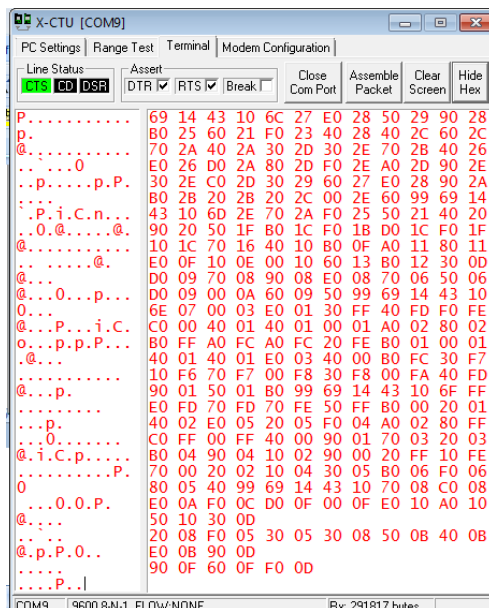 X-CTU [COM9]
PC Settings Range Test Terminal Modem Configuration
Line Status Assert
CTS CD DSR DTR RTS Break Close Com Port Assemble Packet Clear Screen Hide Hex
P........... 69 14 43 10 6C 27 E0 28 50 29 90 28
p. B0 25 60 21 F0 23 40 28 40 2C 60 2C
@........... 70 2A 40 2A 30 2D 30 2E 70 2B 40 26
.. `...0 E0 26 D0 2A 80 2D F0 2E A0 2D 90 2E
..p.....p.P. 30 2E C0 2D 30 29 60 27 E0 28 90 2A
.... B0 2B 20 2B 20 2C 00 2E 60 99 69 14
`.P.i.C.n... 43 10 6D 2E 70 2A F0 25 50 21 40 20
..0.@.....@. 90 20 50 1F B0 1C F0 1B D0 1C F0 1F
@........... 10 1C 70 16 40 10 B0 0F A0 11 80 11
.. .....@. E0 0F 10 0E 00 10 60 13 B0 12 30 0D
@... D0 09 70 08 90 08 E0 08 70 06 50 06
@...0...p... D0 09 00 0A 60 09 50 99 69 14 43 10
0... 6E 07 00 03 E0 01 30 FF 40 FD F0 FE
@...P...i.C. C0 00 40 01 40 01 00 01 A0 02 80 02
o...p.p.P... B0 FF A0 FC A0 FC 20 FE B0 01 00 01
.@... 40 01 40 01 E0 03 40 00 B0 FC 30 F7
............ 10 F6 70 F7 00 F8 30 F8 00 FA 40 FD
@...p. 90 01 50 01 B0 99 69 14 43 10 6F FF
......... E0 FD 70 FD 70 FE 50 FF B0 00 20 01
...p. 40 02 E0 05 20 05 F0 04 A0 02 80 FF
...0........ C0 FF 00 FF 40 00 90 01 70 03 20 03
@.i.C.p..... B0 04 90 04 10 02 90 00 20 FF 10 FE
..........P. 70 00 20 02 10 04 30 05 B0 06 F0 06
0 80 05 40 99 69 14 43 10 70 08 C0 08
...0.0.P. E0 0A F0 0C D0 0F 00 0F E0 10 A0 10
@.... 50 10 30 0D
..`.. 20 08 F0 05 30 05 30 08 50 0B 40 0B
@.p.P.0.. E0 0B 90 0D
..... 90 0F 60 0F F0 0D
....P..
COM9 9600 8-N-1 FLOW:NONE Rx: 291817 bytes